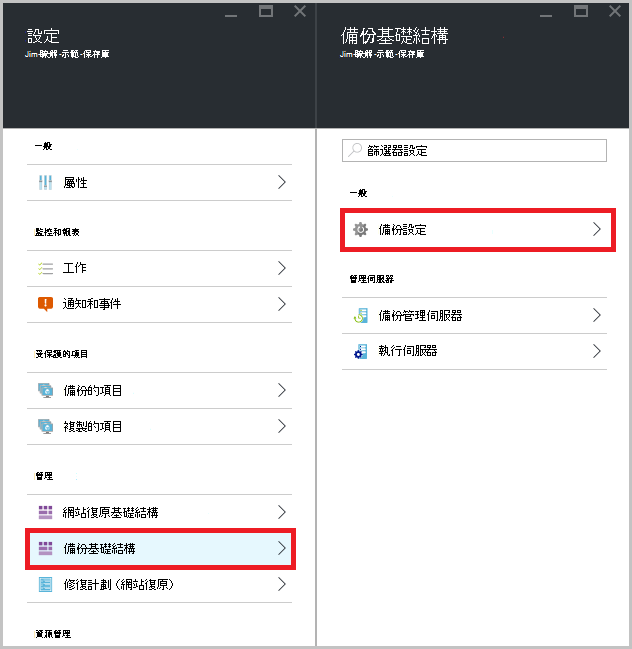 設定
Jim-瞭解-示範-保存庫
一般
屬性
監控和報表
工作
通知和事件
受保護的項目
備份的項目
複製的項目
管理
網站復原基礎結構
備份基礎結構
修復計劃 (網站復原)
資源管理
備份基礎結構
Jim-瞭解-示範-保存庫
篩選器設定
一般
備份設定
管理伺服器
備份管理伺服器
執行伺服器